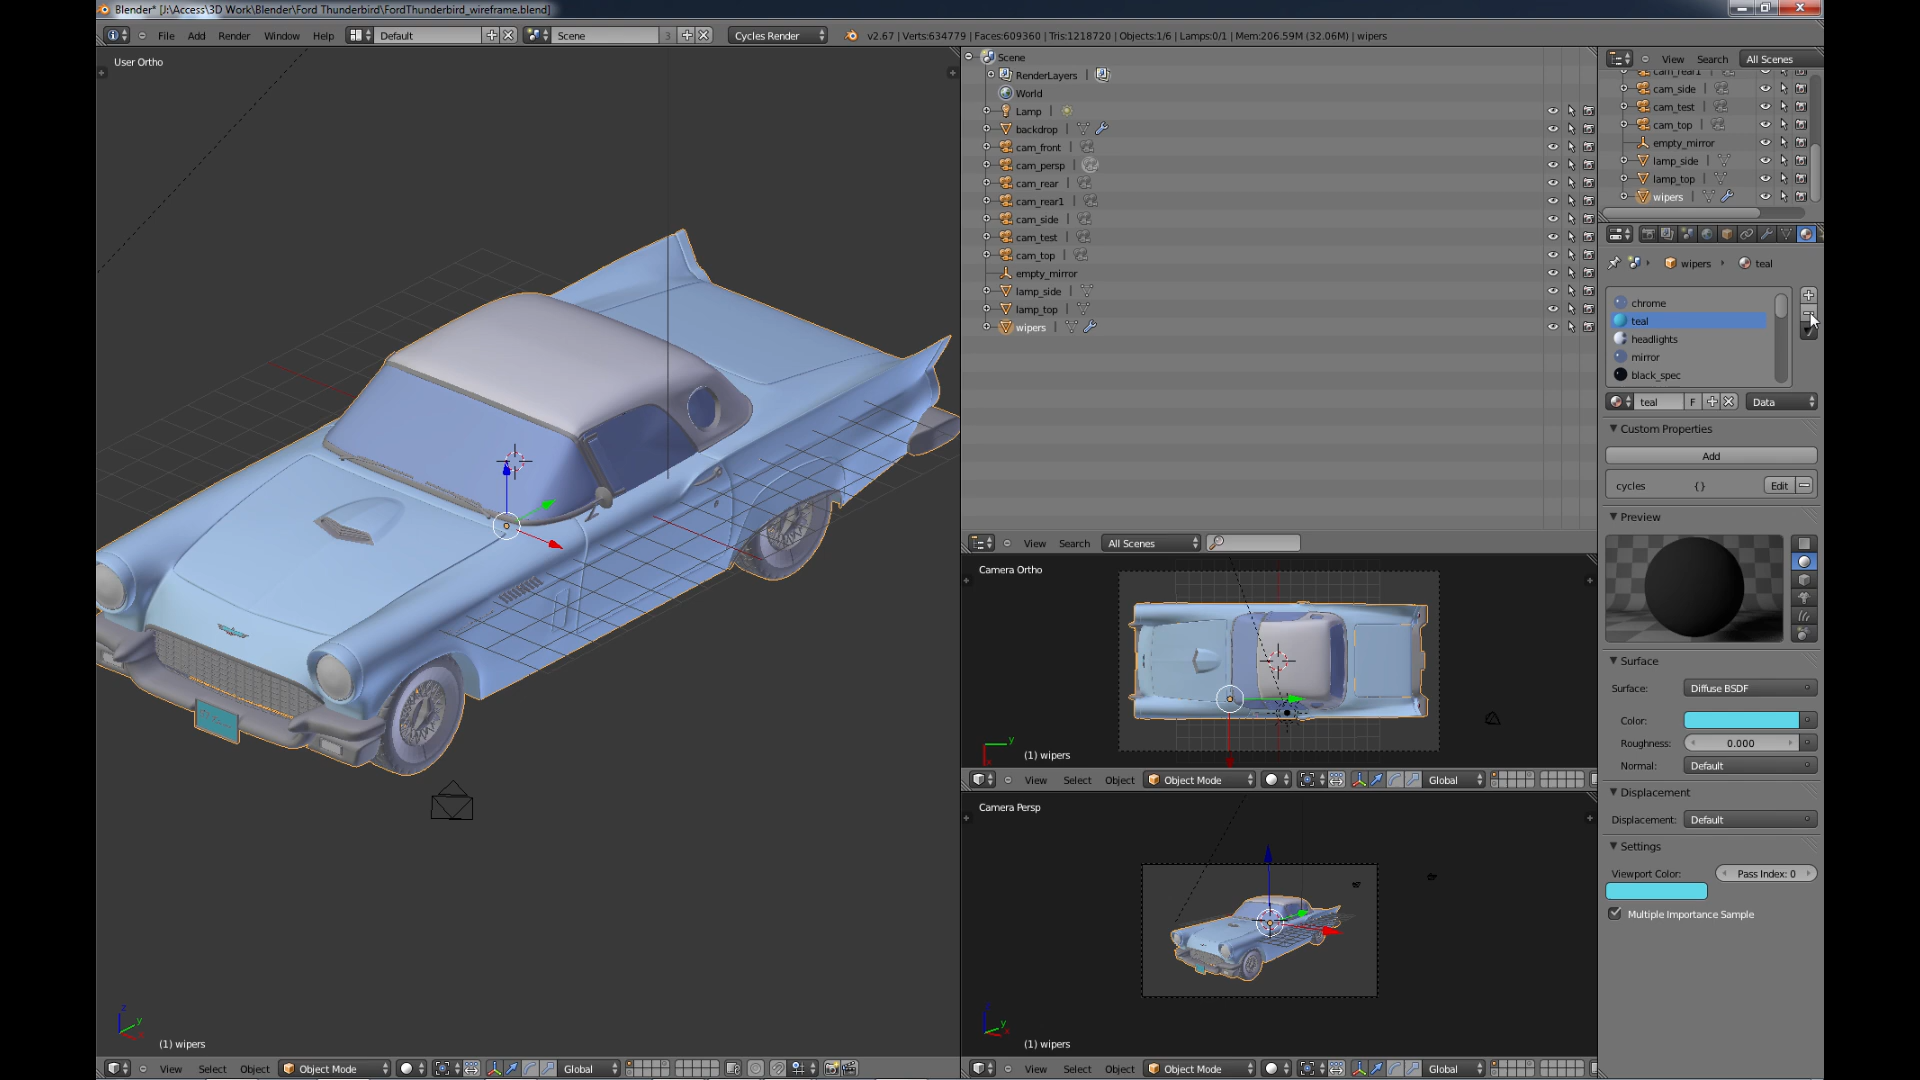 Blender* [J:\Access\3D Work\Blender\Ford Thunderbird\FordThunderbird_wireframe.blend]
File Add Render Window Help Default Scene 3 Cycles Render v2.67 | Verts:634779 | Faces:609360 | Tris:1218720 | Objects:1/6 | Lamps:0/1 | Mem:206.59M (32.06M) | wipers
User Ortho
Scene
RenderLayers
World
Lamp
backdrop
cam_front
cam_persp
cam_rear
cam_rear1
cam_side
cam_test
cam_top
empty_mirror
lamp_side
lamp_top
wipers
View Search All Scenes
Camera Ortho
y
x
(1) wipers
View Select Object Object Mode Global
Camera Persp
z
y
x
(1) wipers
View Select Object Object Mode Global
z
y
x
(1) wipers
View Select Object Object Mode Global
View Search All Scenes
cam_rear1
cam_side
cam_test
cam_top
empty_mirror
lamp_side
lamp_top
wipers
wipers teal
chrome
teal
headlights
mirror
black_spec
teal F Data
Custom Properties
Add
cycles {} Edit
Preview
Surface
Surface: Diffuse BSDF
Color:
Roughness: 0.000
Normal: Default
Displacement
Displacement: Default
Settings
Viewport Color: Pass Index: 0
Multiple Importance Sample